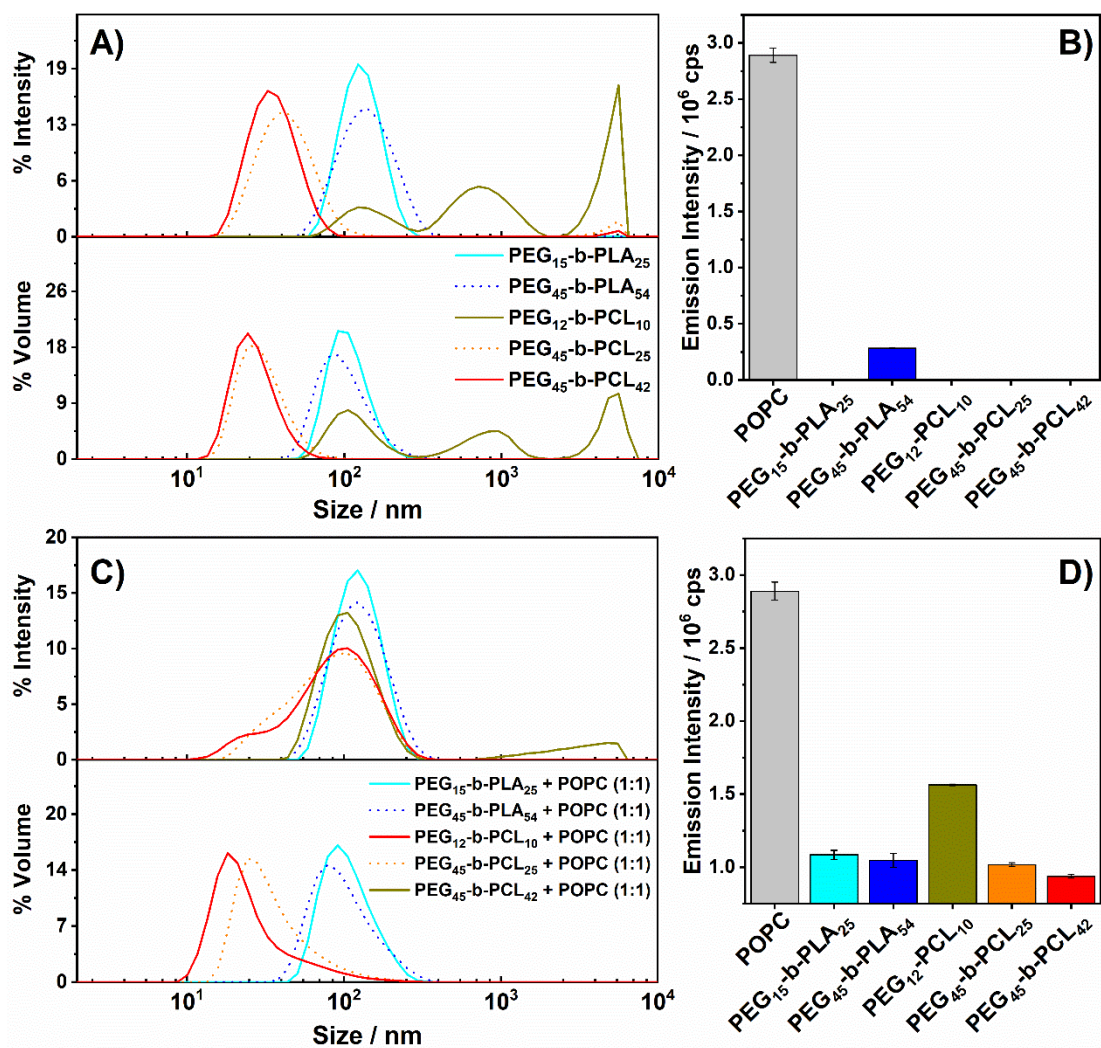 A)
% Intensity
19
13
6
0
% Volume
26
18
9
0
PEG₁₅-b-PLA₂₅
PEG₄₅-b-PLA₅₄
PEG₁₂-b-PCL₁₀
PEG₄₅-b-PCL₂₅
PEG₄₅-b-PCL₄₂
10¹ 10² 10³ 10⁴
Size / nm
B)
Emission Intensity / 10⁶ cps
3.0
2.5
2.0
1.5
1.0
0.5
0.0
POPC
PEG₁₅-b-PLA₂₅
PEG₄₅-b-PLA₅₄
PEG₁₂-PCL₁₀
PEG₄₅-b-PCL₂₅
PEG₄₅-b-PCL₄₂
C)
% Intensity
20
15
10
5
0
% Volume
20
14
7
0
PEG₁₅-b-PLA₂₅ + POPC (1:1)
PEG₄₅-b-PLA₅₄ + POPC (1:1)
PEG₁₂-b-PCL₁₀ + POPC (1:1)
PEG₄₅-b-PCL₂₅ + POPC (1:1)
PEG₄₅-b-PCL₄₂ + POPC (1:1)
10¹ 10² 10³ 10⁴
Size / nm
D)
Emission Intensity / 10⁶ cps
3.0
2.5
2.0
1.5
1.0
POPC
PEG₁₅-b-PLA₂₅
PEG₄₅-b-PLA₅₄
PEG₁₂-PCL₁₀
PEG₄₅-b-PCL₂₅
PEG₄₅-b-PCL₄₂